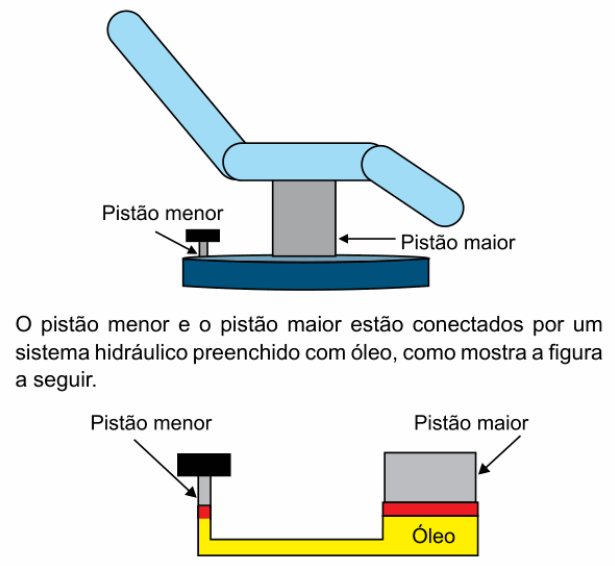 Pistão menor
Pistão maior
O pistão menor e o pistão maior estão conectados por um
sistema hidráulico preenchido com óleo, como mostra a figura
a seguir.
Pistão menor
Pistão maior
Óleo